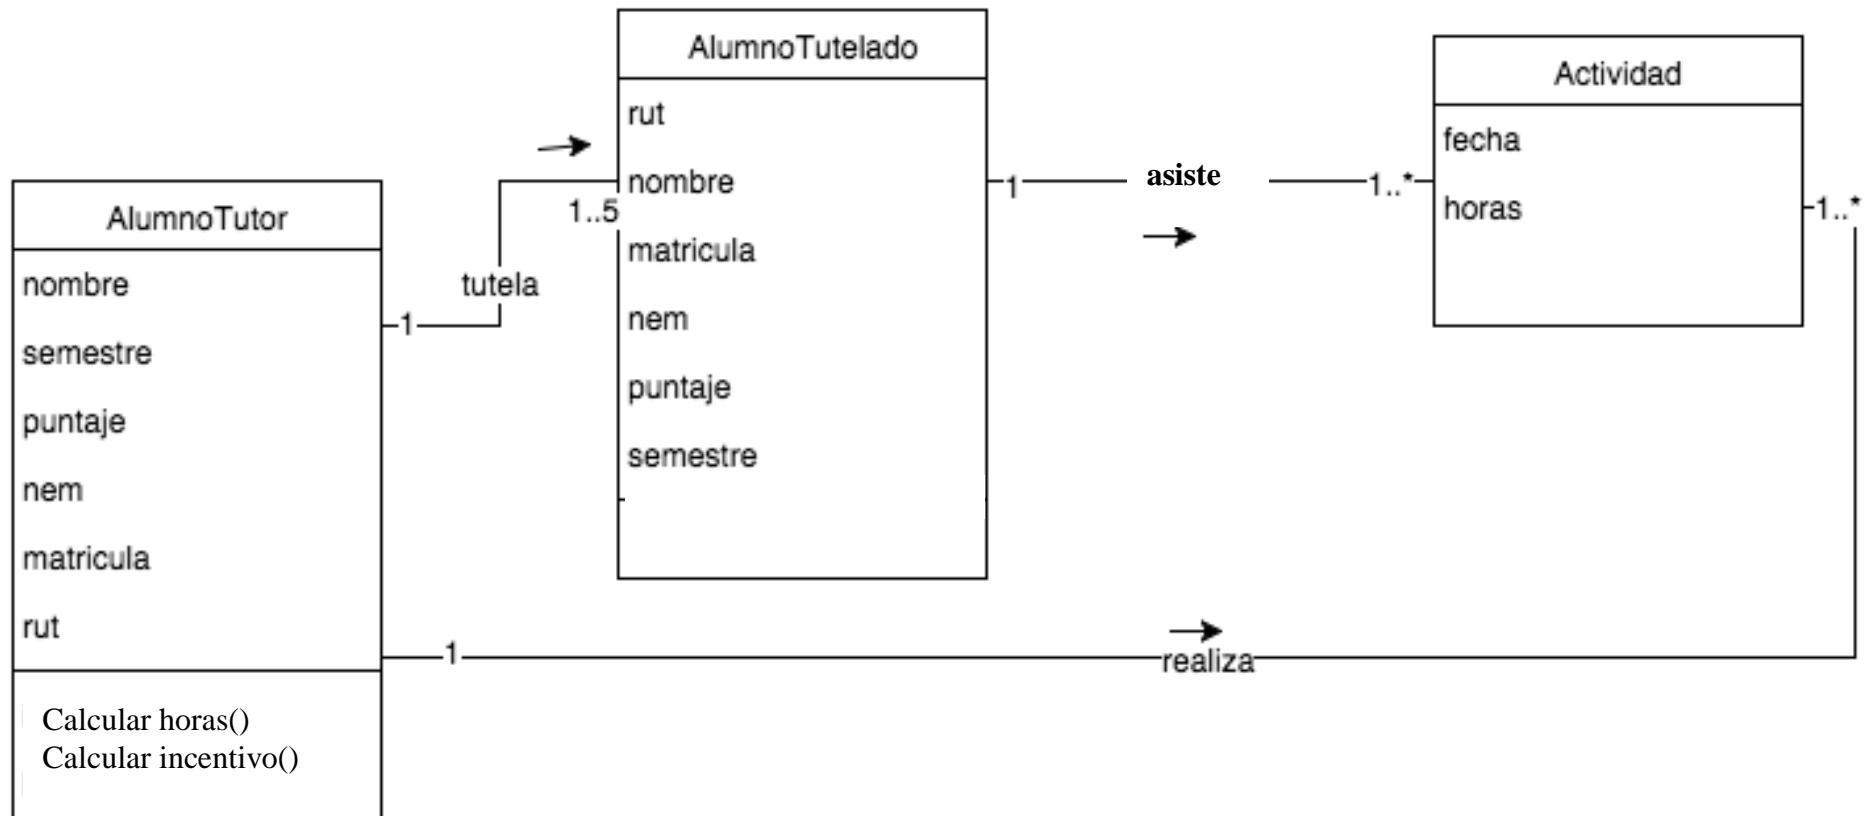 AlumnoTutor
nombre
semestre
puntaje
nem
matricula
rut
Calcular horas()
Calcular incentivo()
1
tutela
1..5
AlumnoTutelado
rut
nombre
matricula
nem
puntaje
semestre
1
asiste
1..*
Actividad
fecha
horas
1..*
1
realiza